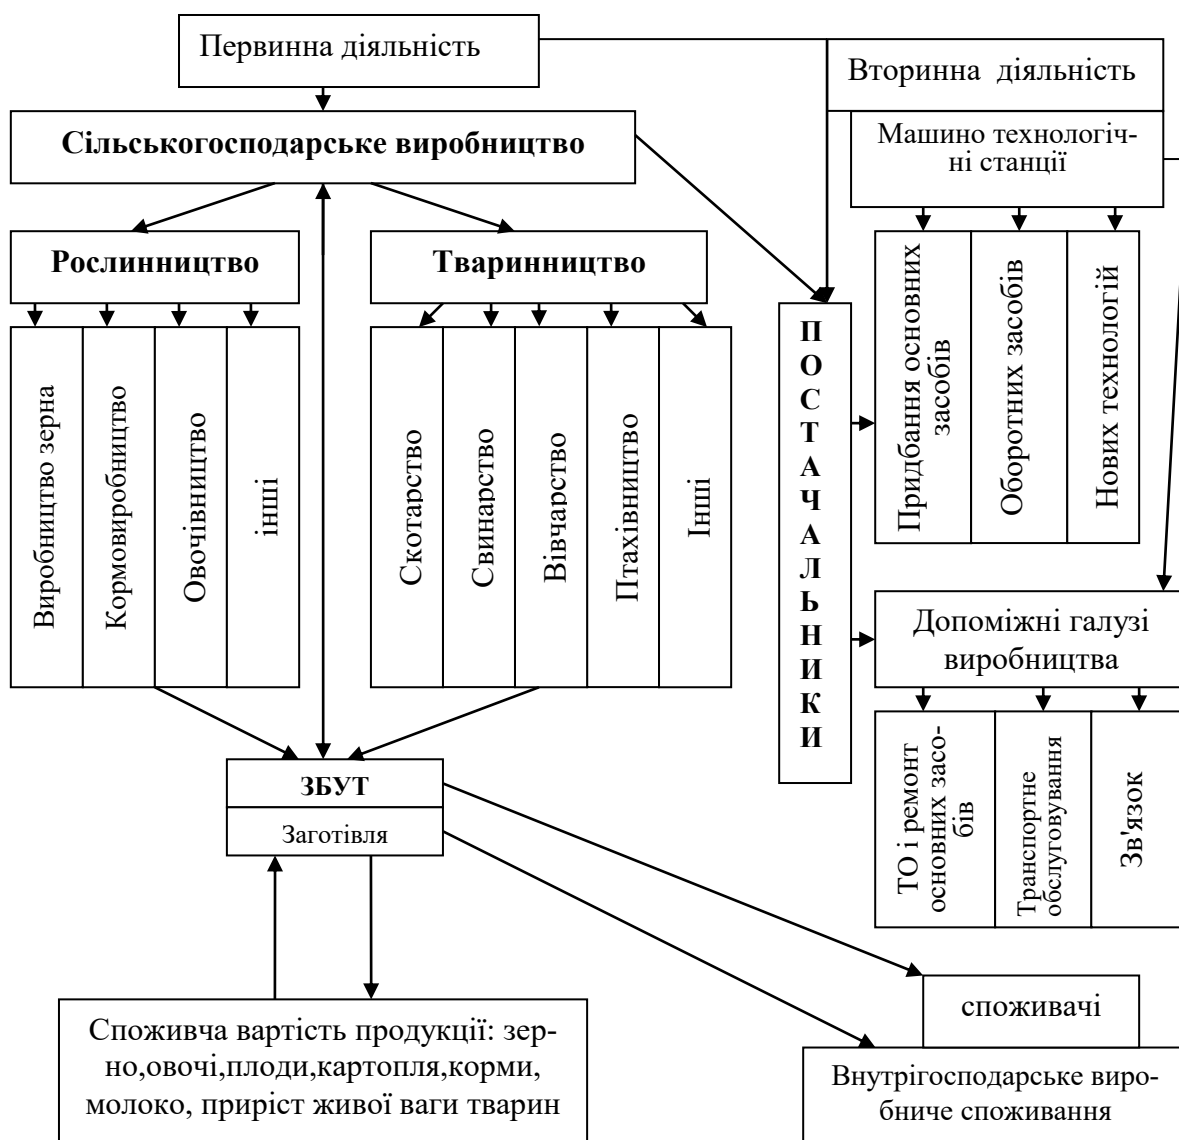 Первинна діяльність
Вторинна діяльність
Сільськогосподарське виробництво
Машино технологіч-
ні станції
Рослинництво
Тваринництво
Виробництво зерна
Кормовиробництво
Овочівництво
інші
Скотарство
Свинарство
Вівчарство
Птахівництво
Інші
П
О
С
Т
А
Ч
А
Л
Ь
Н
И
К
И
Придбання основних
засобів
Оборотних засобів
Нових технологій
Допоміжні галузі
виробництва
ТО і ремонт
основних засо-
бів
Транспортне
обслуговування
Зв'язок
ЗБУТ
Заготівля
споживачі
Споживча вартість продукції: зер-
но,овочі,плоди,картопля,корми,
молоко, приріст живої ваги тварин
Внутрігосподарське виро-
бниче споживання